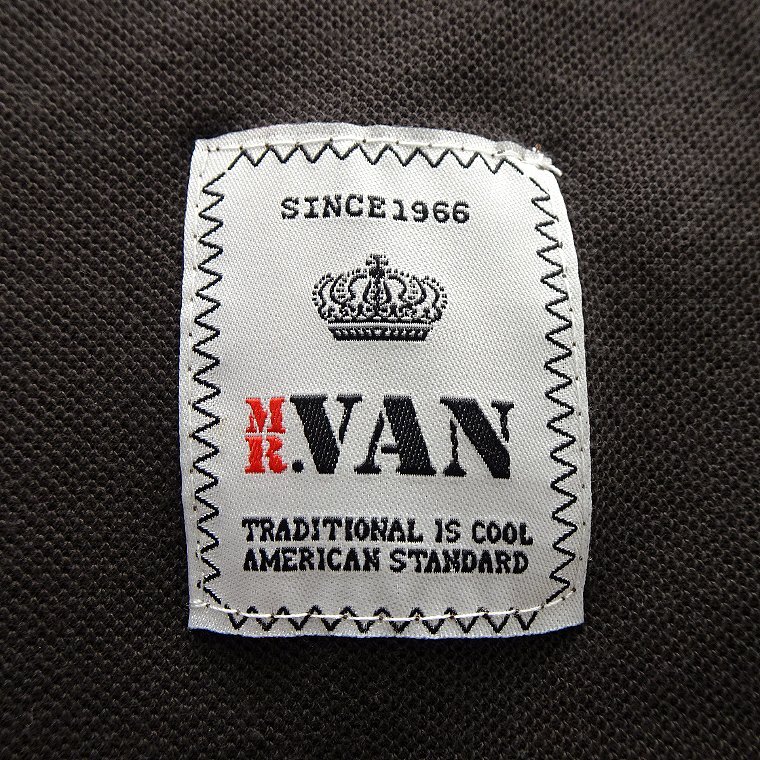 SINCE1966
MR.VAN
TRADITIONAL IS COOL
AMERICAN STANDARD